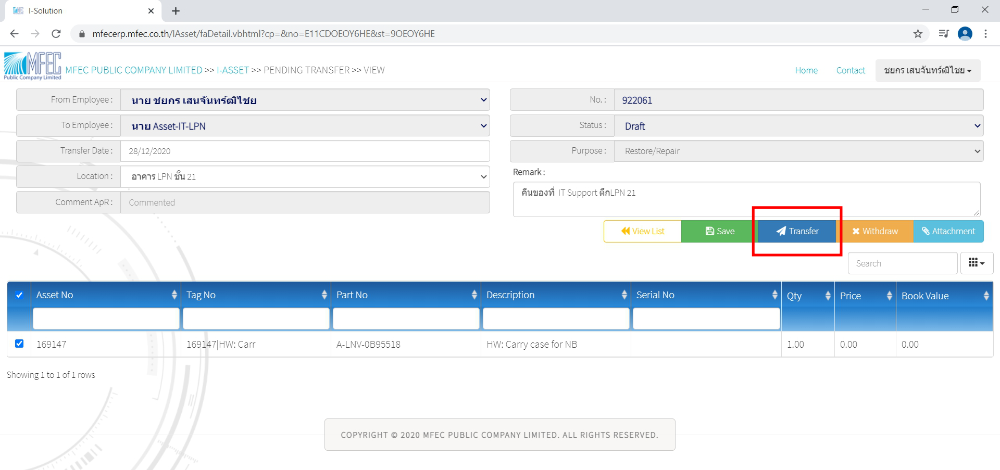 I-Solution
mfecerp.mfec.co.th/IAsset/faDetail.vbhtml?cp=&no=E11CDOEOY6HE&st=9OEOY6HE
MFEC
Public Company Limited
MFEC PUBLIC COMPANY LIMITED >> I-ASSET >> PENDING TRANSFER >> VIEW
Home Contact ชยกร เสนจันทร์ฒิไชย
From Employee : นาย ชยกร เสนจันทร์ฒิไชย
No. : 922061
To Employee : นาย Asset-IT-LPN
Status : Draft
Transfer Date : 28/12/2020
Purpose : Restore/Repair
Location : อาคาร LPN ชั้น 21
Remark :
คืนของที่ IT Support ตึกLPN 21
Comment ApR : Commented
View List Save Transfer Withdraw Attachment
Search
Asset No Tag No Part No Description Serial No Qty Price Book Value
169147 169147|HW: Carr A-LNV-0B95518 HW: Carry case for NB 1.00 0.00 0.00
Showing 1 to 1 of 1 rows
COPYRIGHT © 2020 MFEC PUBLIC COMPANY LIMITED. ALL RIGHTS RESERVED.